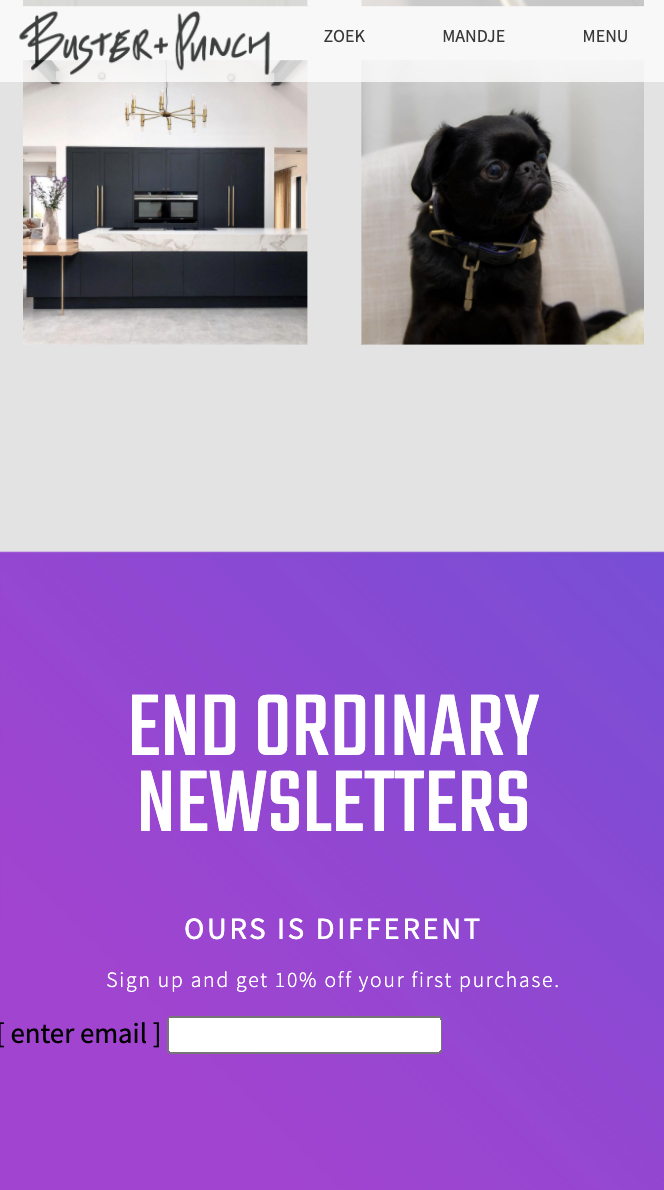 BUSTER + PUNCH
ZOEK
MANDJE
MENU
END ORDINARY
NEWSLETTERS
OURS IS DIFFERENT
Sign up and get 10% off your first purchase.
[ enter email ]